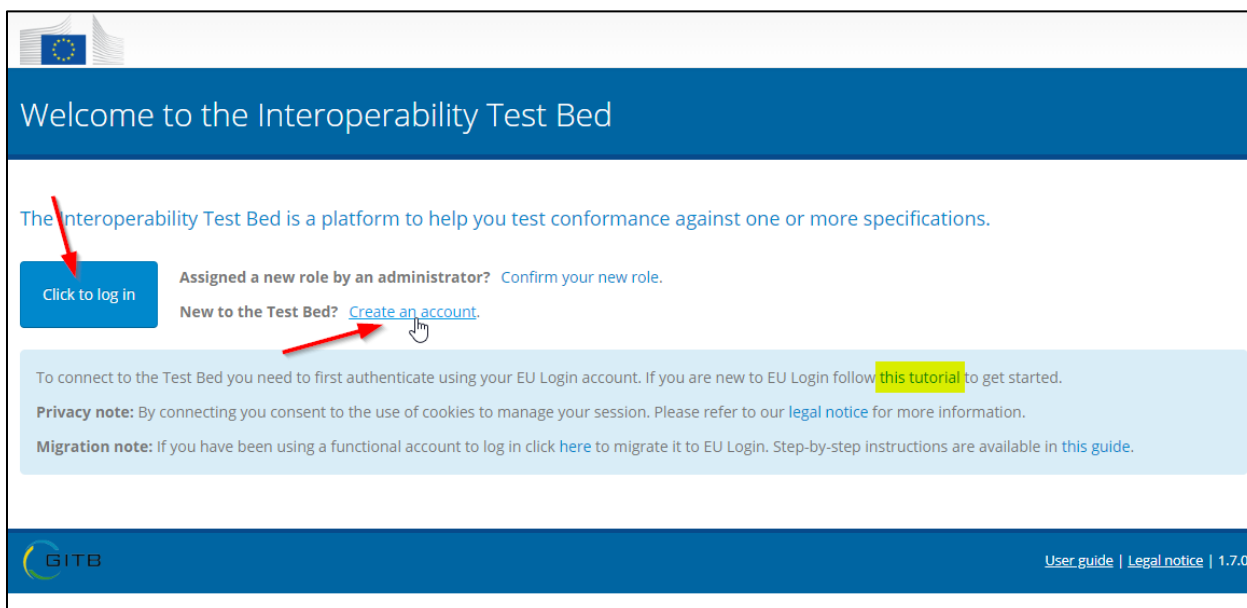 Welcome to the Interoperability Test Bed
The Interoperability Test Bed is a platform to help you test conformance against one or more specifications.
Click to log in
Assigned a new role by an administrator? Confirm your new role.
New to the Test Bed? Create an account.
To connect to the Test Bed you need to first authenticate using your EU Login account. If you are new to EU Login follow this tutorial to get started.
Privacy note: By connecting you consent to the use of cookies to manage your session. Please refer to our legal notice for more information.
Migration note: If you have been using a functional account to log in click here to migrate it to EU Login. Step-by-step instructions are available in this guide.
GITB
User guide | Legal notice | 1.7.0